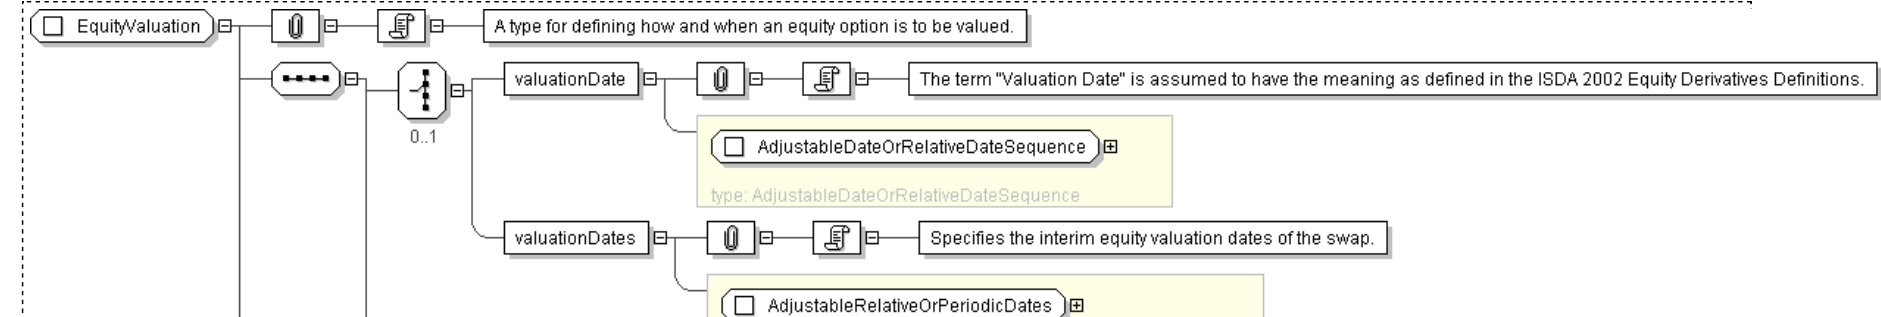 EquityValuation
A type for defining how and when an equity option is to be valued.
valuationDate
The term "Valuation Date" is assumed to have the meaning as defined in the ISDA 2002 Equity Derivatives Definitions.
0..1
AdjustableDateOrRelativeDateSequence
type: AdjustableDateOrRelativeDateSequence
valuationDates
Specifies the interim equity valuation dates of the swap.
AdjustableRelativeOrPeriodicDates